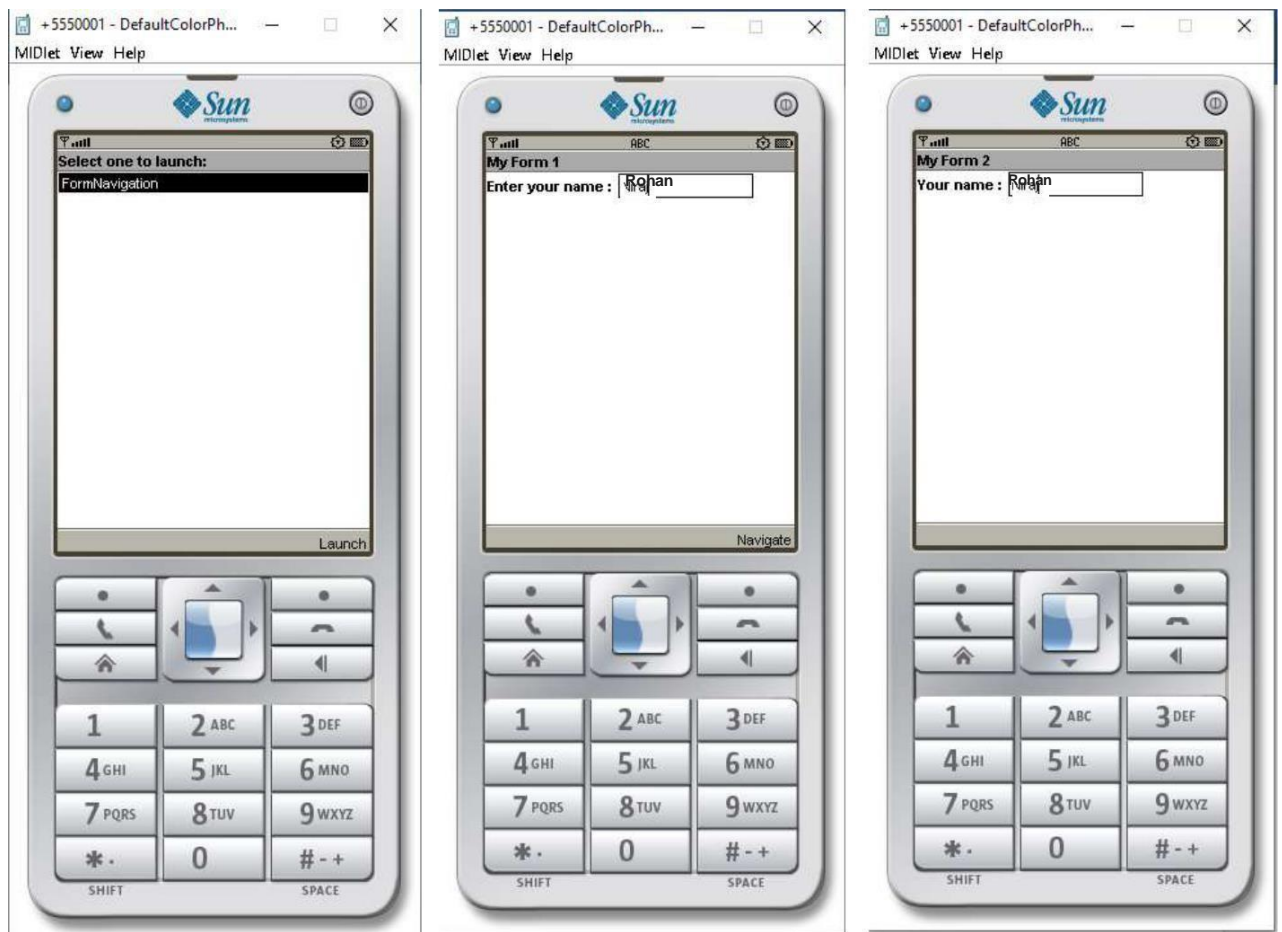 +5550001 - DefaultColorPh...
MIDlet View Help
Sun
microsystems
Select one to launch:
FormNavigation
Launch
1
2 ABC
3 DEF
4 GHI
5 JKL
6 MNO
7 PQRS
8 TUV
9 WXYZ
* .
0
# - +
SHIFT
SPACE
+5550001 - DefaultColorPh...
MIDlet View Help
Sun
microsystems
ABC
My Form 1
Enter your name : Rohan
Navigate
1
2 ABC
3 DEF
4 GHI
5 JKL
6 MNO
7 PQRS
8 TUV
9 WXYZ
* .
0
# - +
SHIFT
SPACE
+5550001 - DefaultColorPh...
MIDlet View Help
Sun
microsystems
ABC
My Form 2
Your name : Rohan
1
2 ABC
3 DEF
4 GHI
5 JKL
6 MNO
7 PQRS
8 TUV
9 WXYZ
* .
0
# - +
SHIFT
SPACE